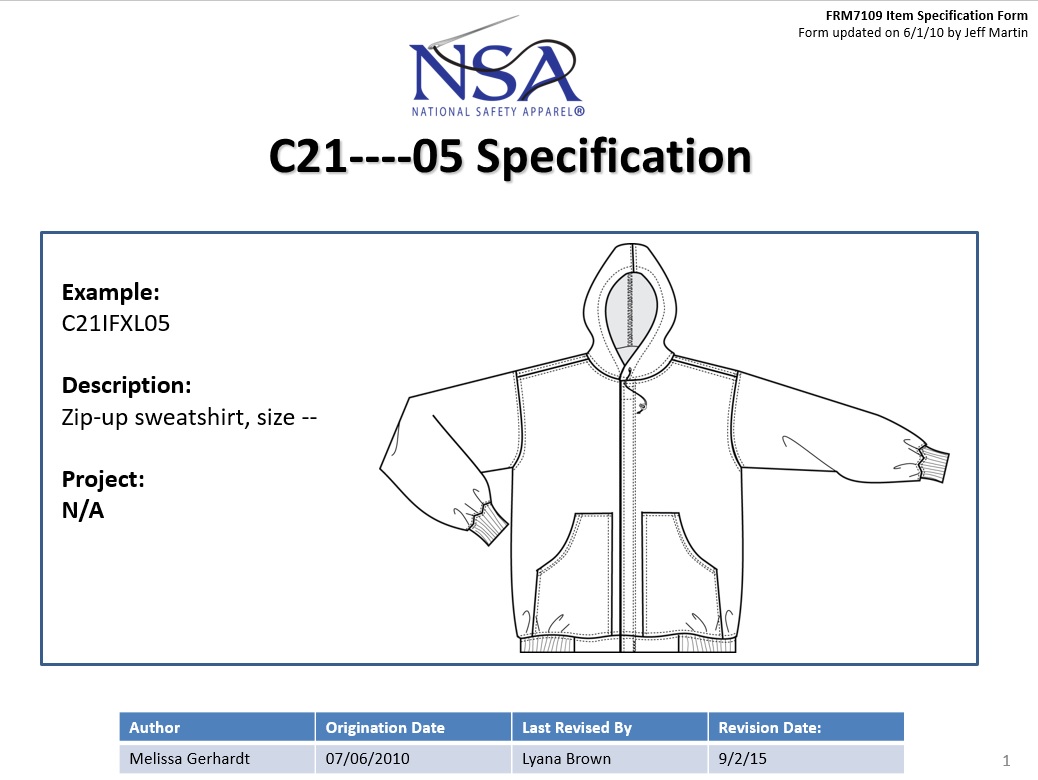 FRM7109 Item Specification Form
Form updated on 6/1/10 by Jeff Martin
NSA
NATIONAL SAFETY APPAREL®
C21----05 Specification
Example:
C21IFXL05
Description:
Zip-up sweatshirt, size --
Project:
N/A
Author Origination Date Last Revised By Revision Date:
Melissa Gerhardt 07/06/2010 Lyana Brown 9/2/15
1